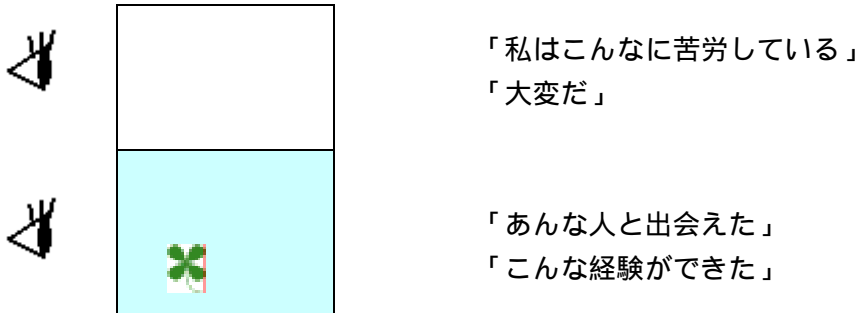 「私はこんなに苦労している」
「大変だ」
「あんな人と出会えた」
「こんな経験ができた」